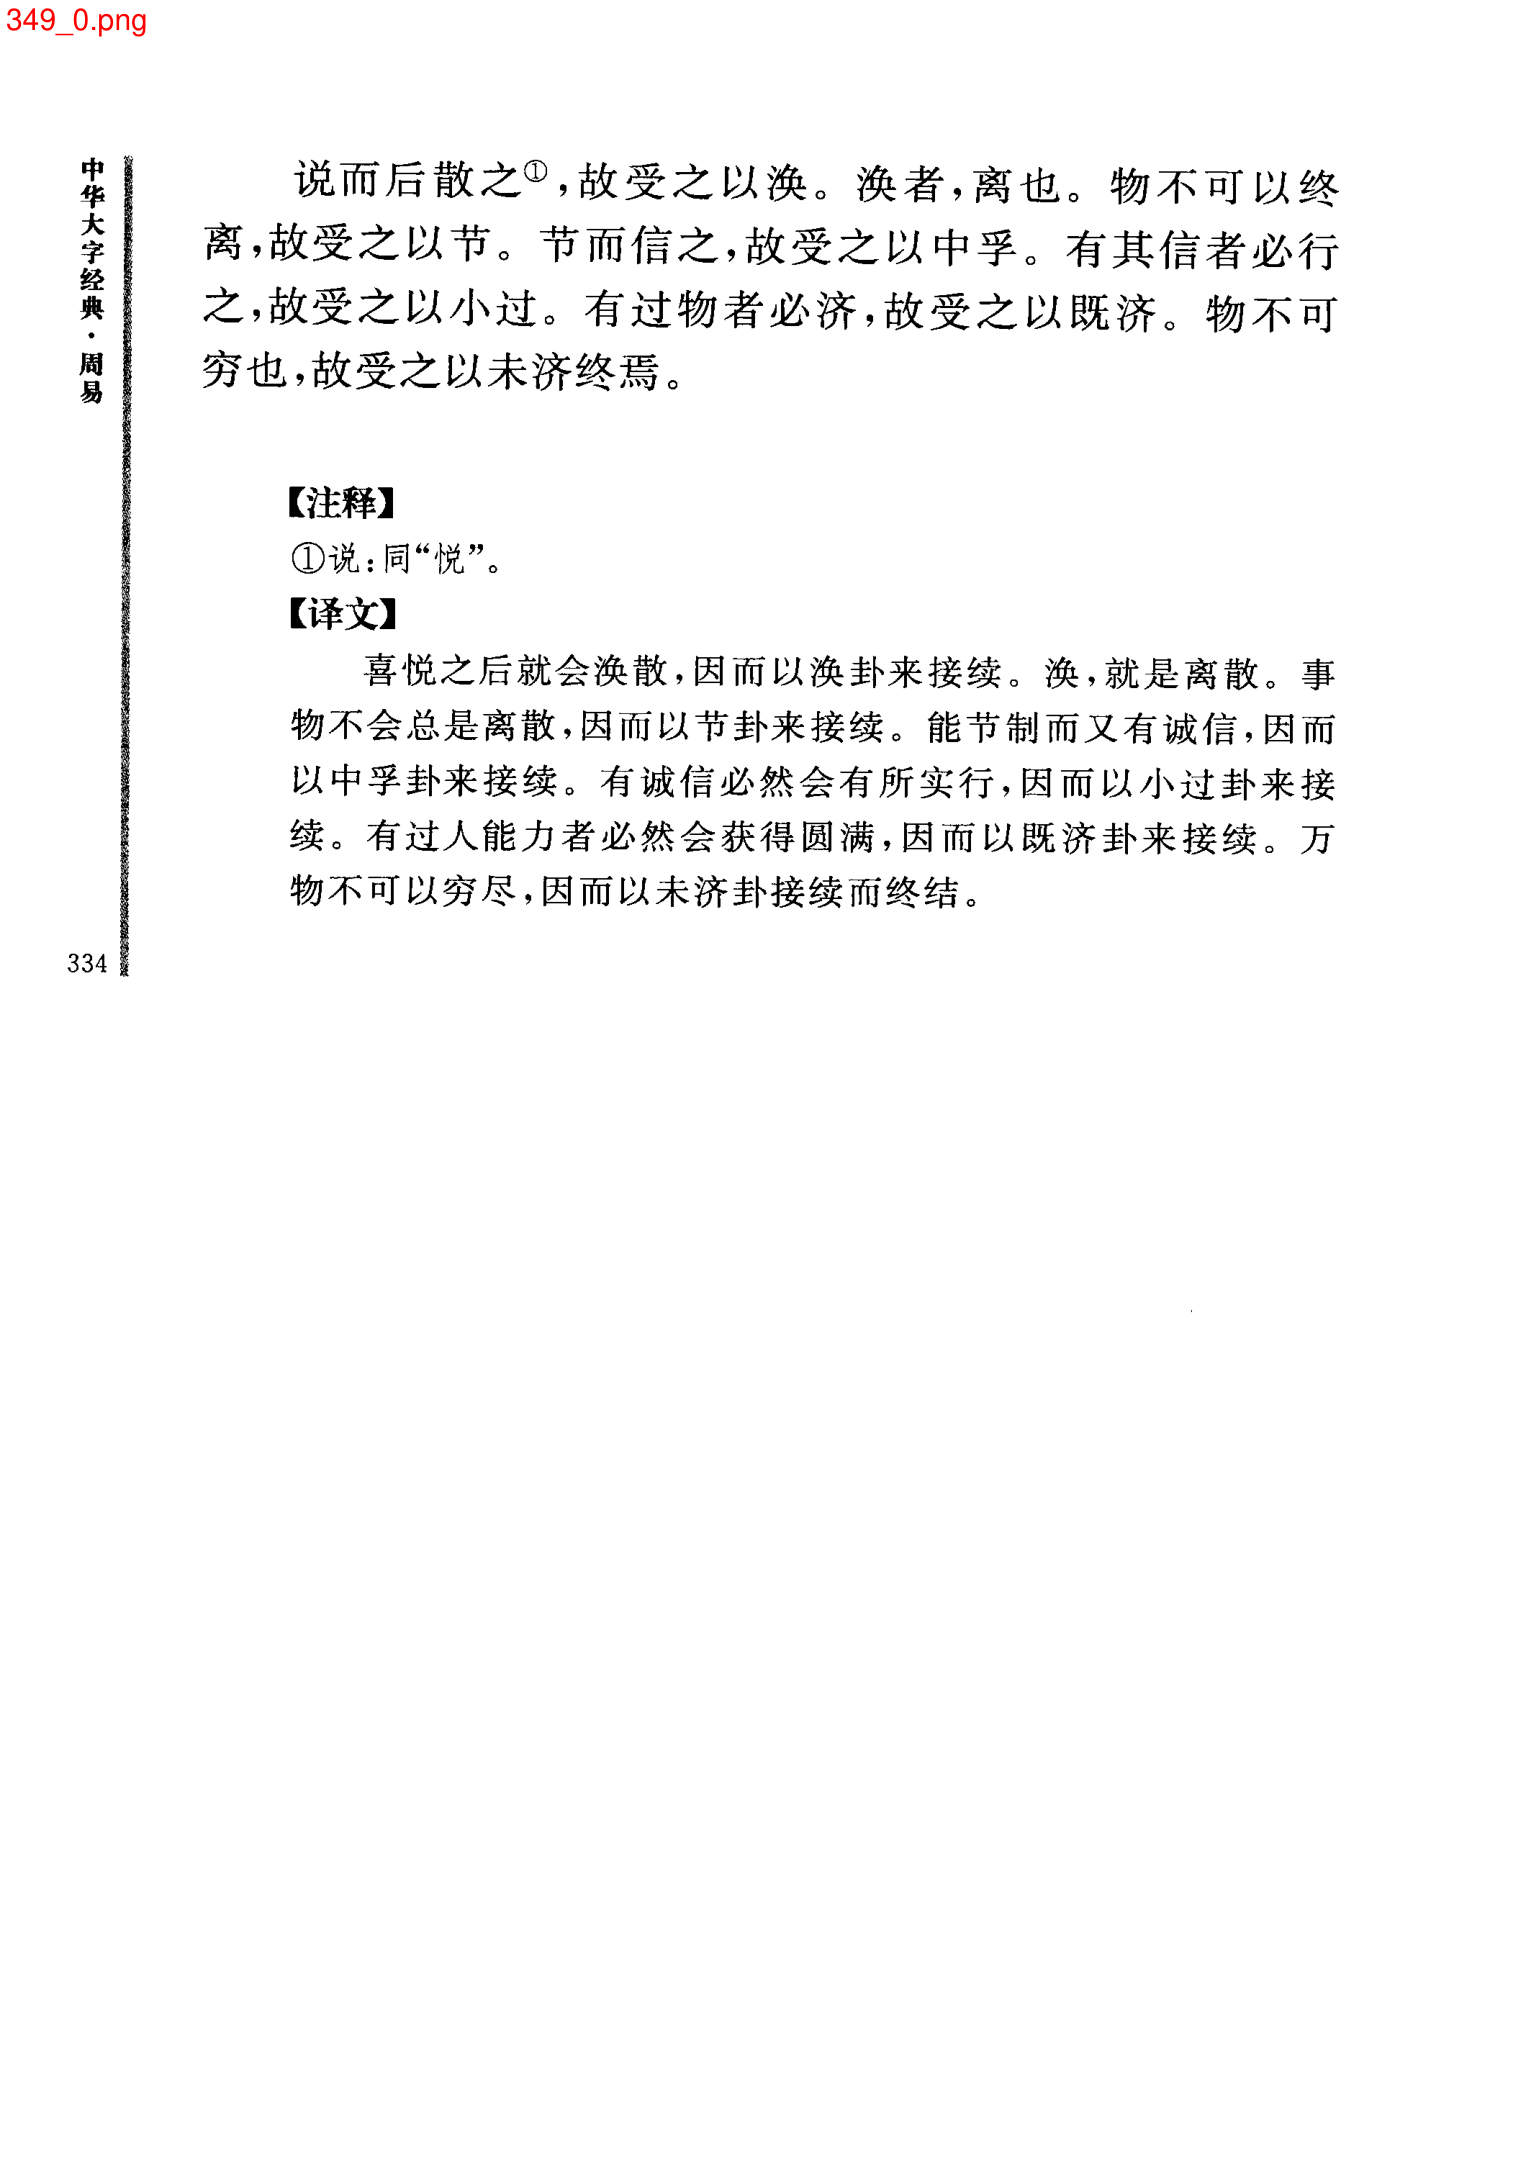 349_0.png
中华大字经典·周易
说而后散之①,故受之以涣。涣者,离也。物不可以终
离,故受之以节。节而信之,故受之以中孚。有其信者必行
之,故受之以小过。有过物者必济,故受之以既济。物不可
穷也,故受之以未济终焉。
【注释】
①说:同“悦”。
【译文】
喜悦之后就会涣散,因而以涣卦来接续。涣,就是离散。事
物不会总是离散,因而以节卦来接续。能节制而又有诚信,因而
以中孚卦来接续。有诚信必然会有所实行,因而以小过卦来接
续。有过人能力者必然会获得圆满,因而以既济卦来接续。万
物不可以穷尽,因而以未济卦接续而终结。
334